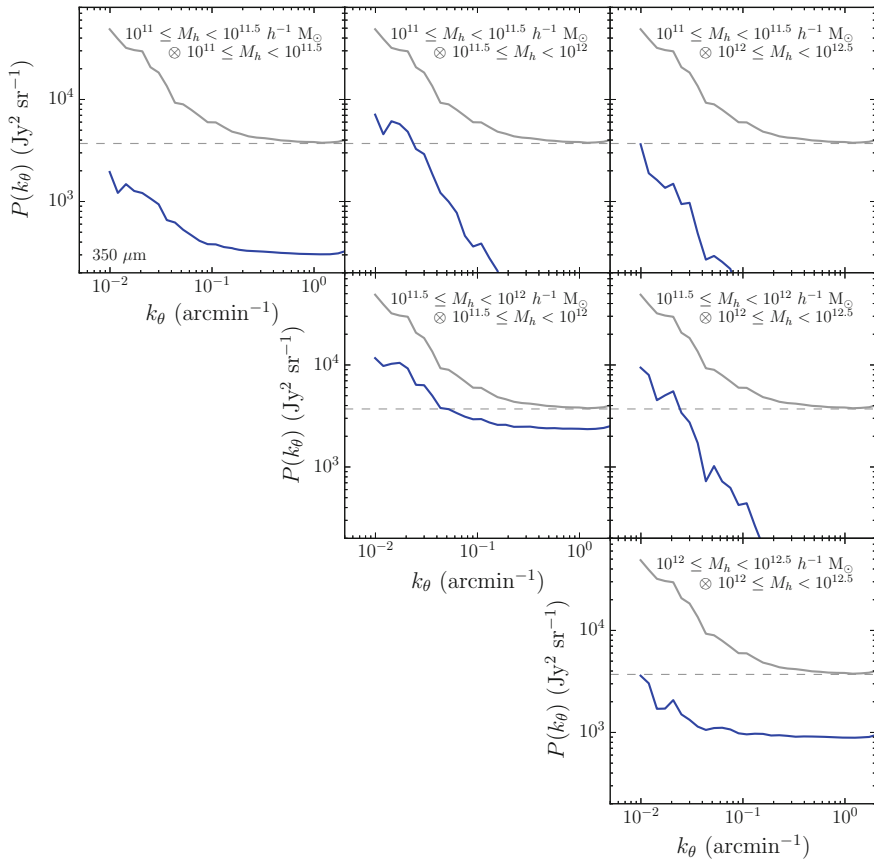 10^11 ≤ M_h < 10^11.5 h^−1 M_⊙
⊗ 10^11 ≤ M_h < 10^11.5
10^11 ≤ M_h < 10^11.5 h^−1 M_⊙
⊗ 10^11.5 ≤ M_h < 10^12
10^11 ≤ M_h < 10^11.5 h^−1 M_⊙
⊗ 10^12 ≤ M_h < 10^12.5
10^4
10^3
P(k_θ) (Jy^2 sr^−1)
350 μm
10^−2 10^−1 10^0
k_θ (arcmin^−1)
10^11.5 ≤ M_h < 10^12 h^−1 M_⊙
⊗ 10^11.5 ≤ M_h < 10^12
10^11.5 ≤ M_h < 10^12 h^−1 M_⊙
⊗ 10^12 ≤ M_h < 10^12.5
10^4
10^3
P(k_θ) (Jy^2 sr^−1)
10^−2 10^−1 10^0
k_θ (arcmin^−1)
10^12 ≤ M_h < 10^12.5 h^−1 M_⊙
⊗ 10^12 ≤ M_h < 10^12.5
10^4
10^3
P(k_θ) (Jy^2 sr^−1)
10^−2 10^−1 10^0
k_θ (arcmin^−1)